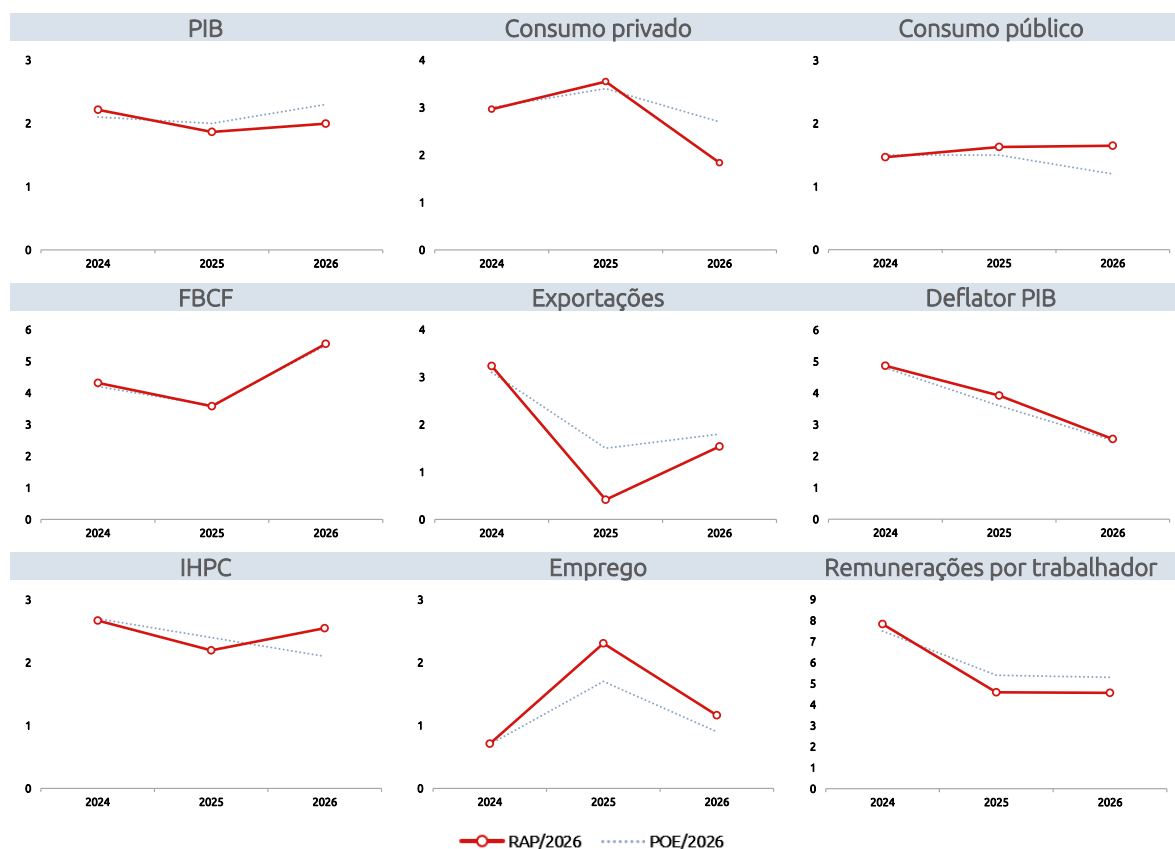 PIB
3
2
1
0
2024 2025 2026
Consumo privado
4
3
2
1
0
2024 2025 2026
Consumo público
3
2
1
0
2024 2025 2026
FBCF
6
5
4
3
2
1
0
2024 2025 2026
Exportações
4
3
2
1
0
2024 2025 2026
Deflator PIB
6
5
4
3
2
1
0
2024 2025 2026
IHPC
3
2
1
0
2024 2025 2026
Emprego
3
2
1
0
2024 2025 2026
Remunerações por trabalhador
9
8
7
6
5
4
3
2
1
0
2024 2025 2026
RAP/2026 POE/2026